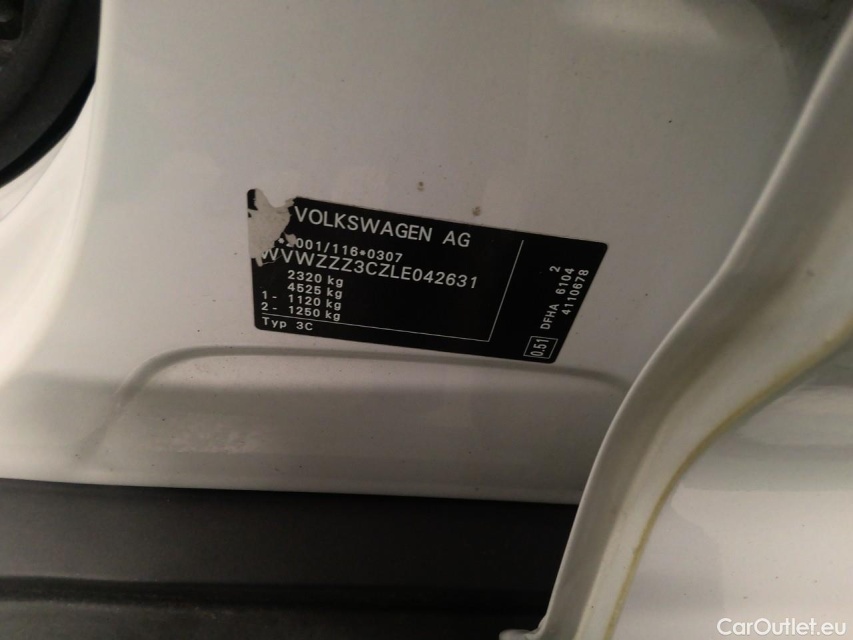 VOLKSWAGEN AG
2001/116*0307
WVWZZZ3CZLE042631
2320 kg
4525 kg
1- 1120 kg
2- 1250 kg
Typ 3C
2
DFHA 6104
4110678
0.51
CarOutlet.eu